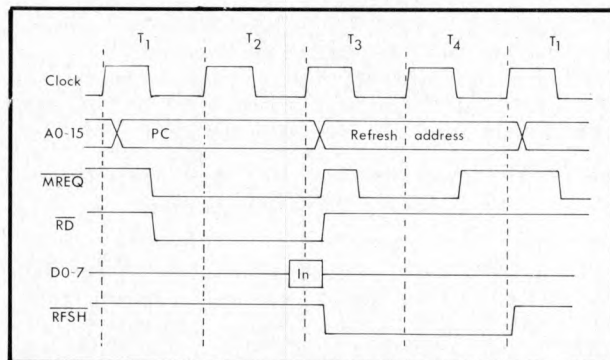 T1 T2 T3 T4 T1
Clock
A0-15 PC Refresh address
MREQ
RD
D0-7 In
RFSH